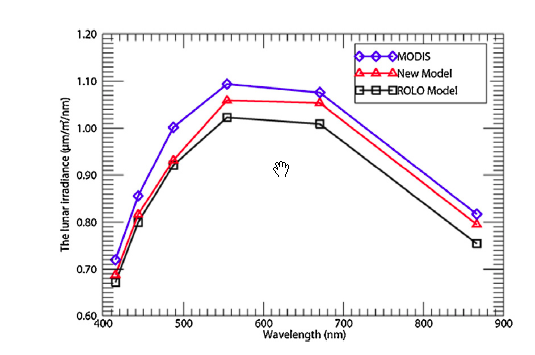 1.20
1.10
1.00
0.90
0.80
0.70
0.60
The lunar irradiance (μm/m²/nm)
MODIS
New Model
ROLO Model
400 500 600 700 800 900
Wavelength (nm)